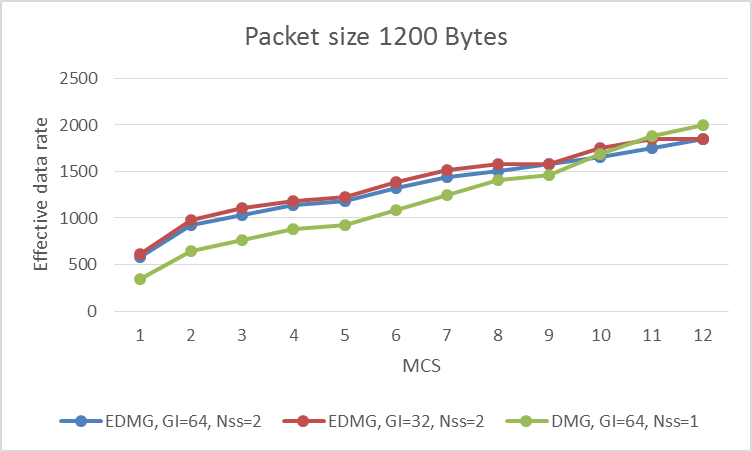 Packet size 1200 Bytes
2500
2000
1500
1000
500
0
Effective data rate
1 2 3 4 5 6 7 8 9 10 11 12
MCS
EDMG, GI=64, Nss=2 EDMG, GI=32, Nss=2 DMG, GI=64, Nss=1